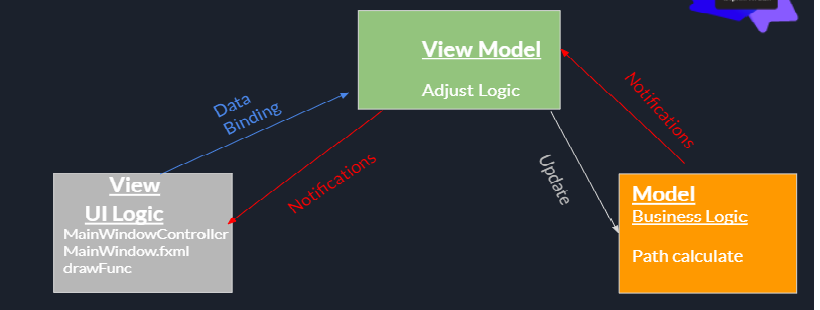 View Model
Adjust Logic
Data
Binding
Notifications
Notifications
Update
View
UI Logic
MainWindowController
MainWindow.fxml
drawFunc
Model
Business Logic
Path calculate